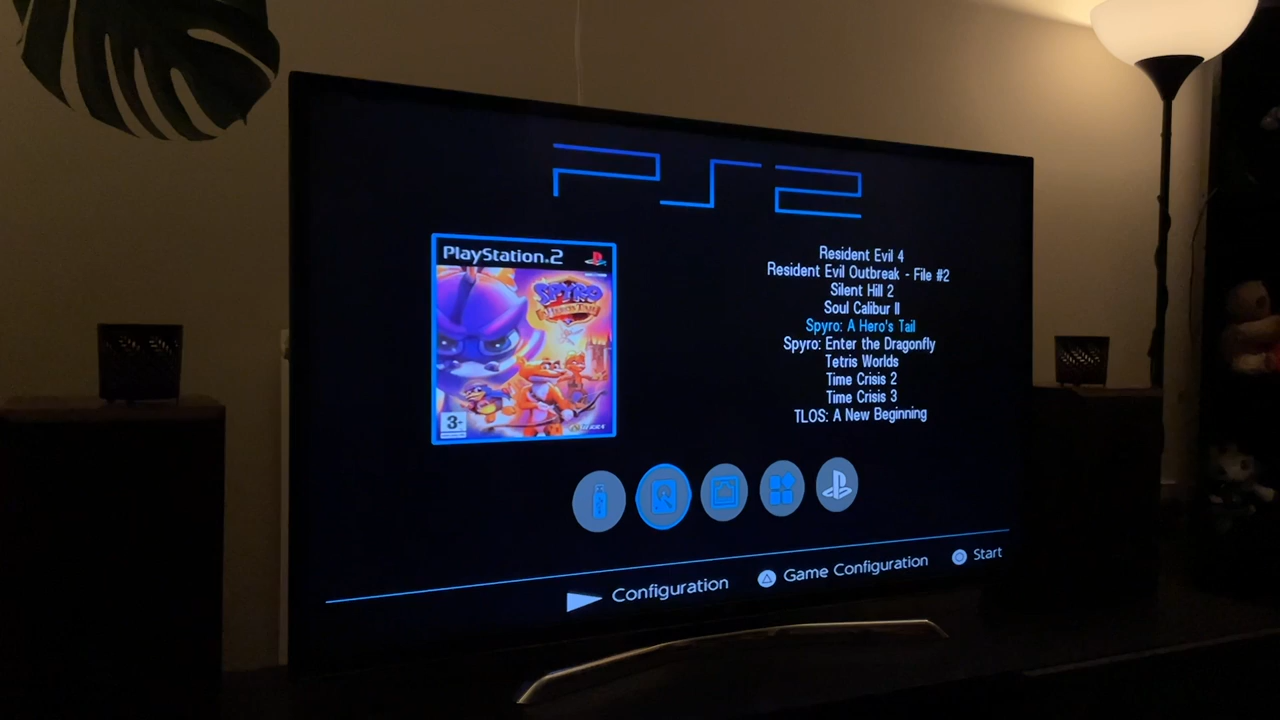 PS2
PlayStation.2
SPYRO
A HERO'S TAIL
3+
Resident Evil 4
Resident Evil Outbreak - File #2
Silent Hill 2
Soul Calibur II
Spyro: A Hero's Tail
Spyro: Enter the Dragonfly
Tetris Worlds
Time Crisis 2
Time Crisis 3
TLOS: A New Beginning
Configuration
Game Configuration
Start